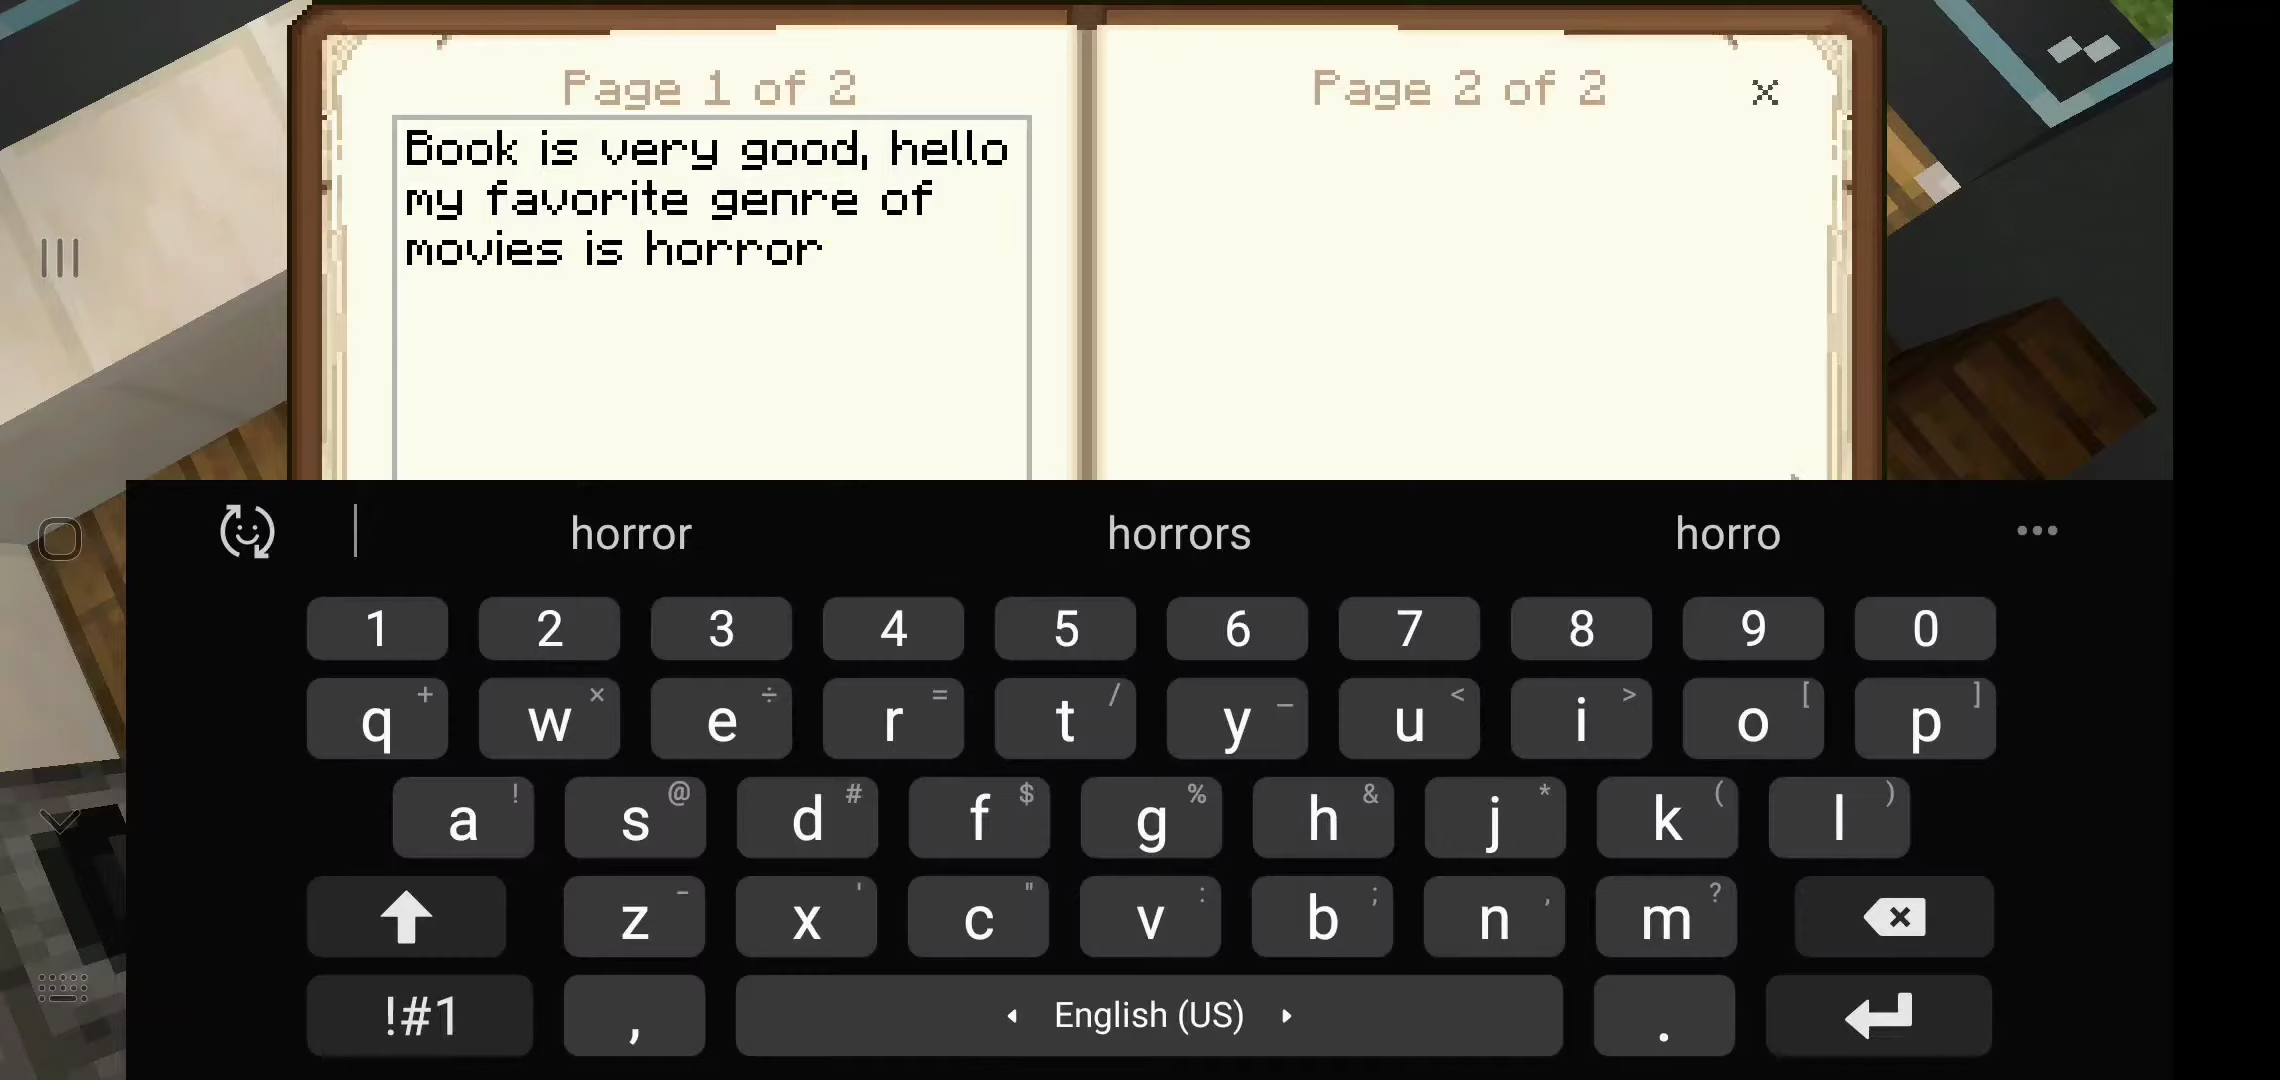 Page 1 of 2
Book is very good, hello
my favorite genre of
movies is horror
Page 2 of 2
x
horror horrors horro
1 2 3 4 5 6 7 8 9 0
q + w × e ÷ r = t / y _ u < i > o [ p ]
a ! s @ d # f $ g % h & j * k ( l )
z - x ' c " v : b ; n , m ?
!#1 , English (US) .